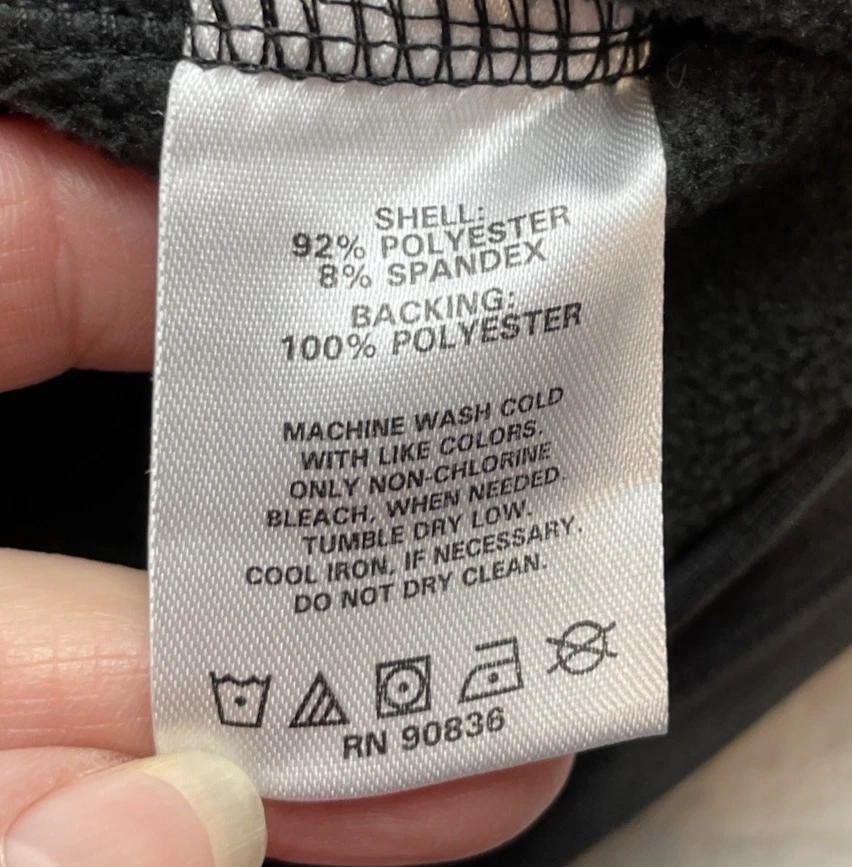 SHELL:
92% POLYESTER
8% SPANDEX
BACKING:
100% POLYESTER
MACHINE WASH COLD
WITH LIKE COLORS.
ONLY NON-CHLORINE
BLEACH, WHEN NEEDED.
TUMBLE DRY LOW.
COOL IRON, IF NECESSARY.
DO NOT DRY CLEAN.
RN 90836